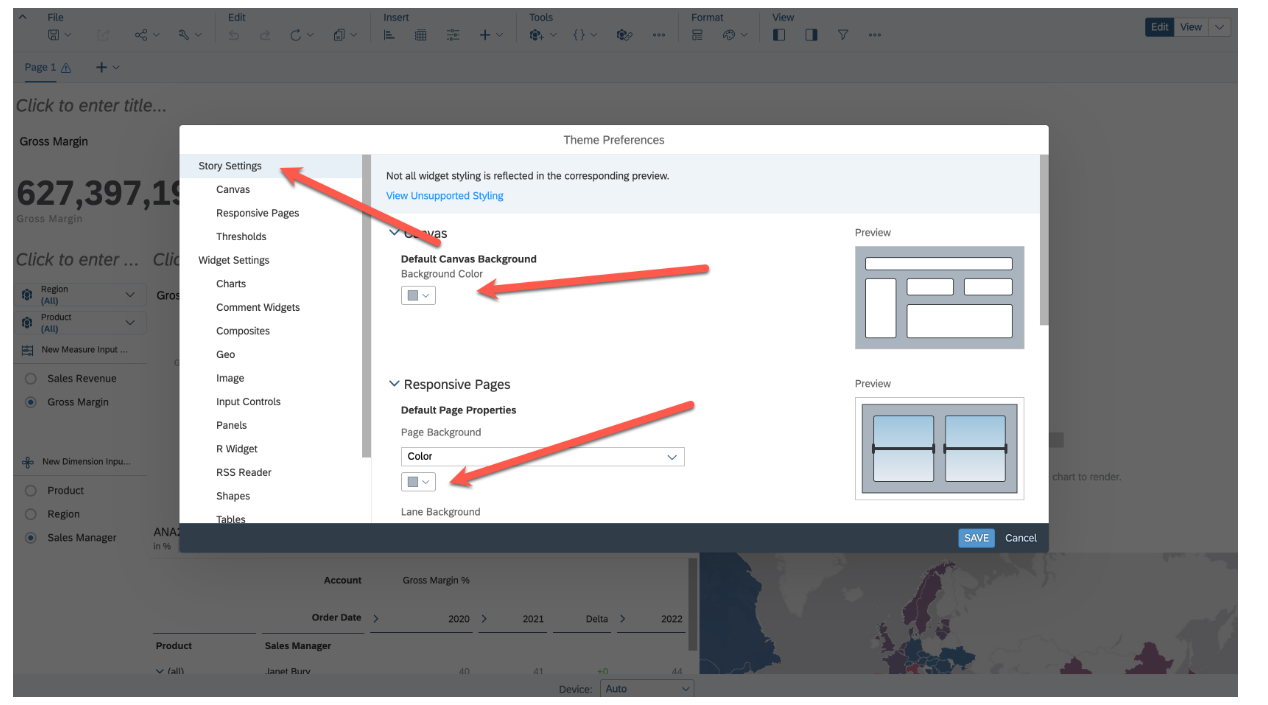 File
Edit
Insert
Tools
Format
View
Edit View
Page 1
Click to enter title...
Gross Margin
627,397,19
Gross Margin
Click to enter ... Clic
Region
(All)
Gros
Product
(All)
New Measure Input ...
G
Sales Revenue
Gross Margin
New Dimension Inpu...
Product
Region
Sales Manager
Theme Preferences
Story Settings
Canvas
Responsive Pages
Thresholds
Widget Settings
Charts
Comment Widgets
Composites
Geo
Image
Input Controls
Panels
R Widget
RSS Reader
Shapes
Tables
Not all widget styling is reflected in the corresponding preview.
View Unsupported Styling
Canvas
Preview
Default Canvas Background
Background Color
Responsive Pages
Preview
Default Page Properties
Page Background
Color
Lane Background
SAVE Cancel
chart to render.
in %
Account Gross Margin %
Order Date 2020 2021 Delta 2022
Product Sales Manager
(all) Janet Bury 40 41 +0 44
Device: Auto